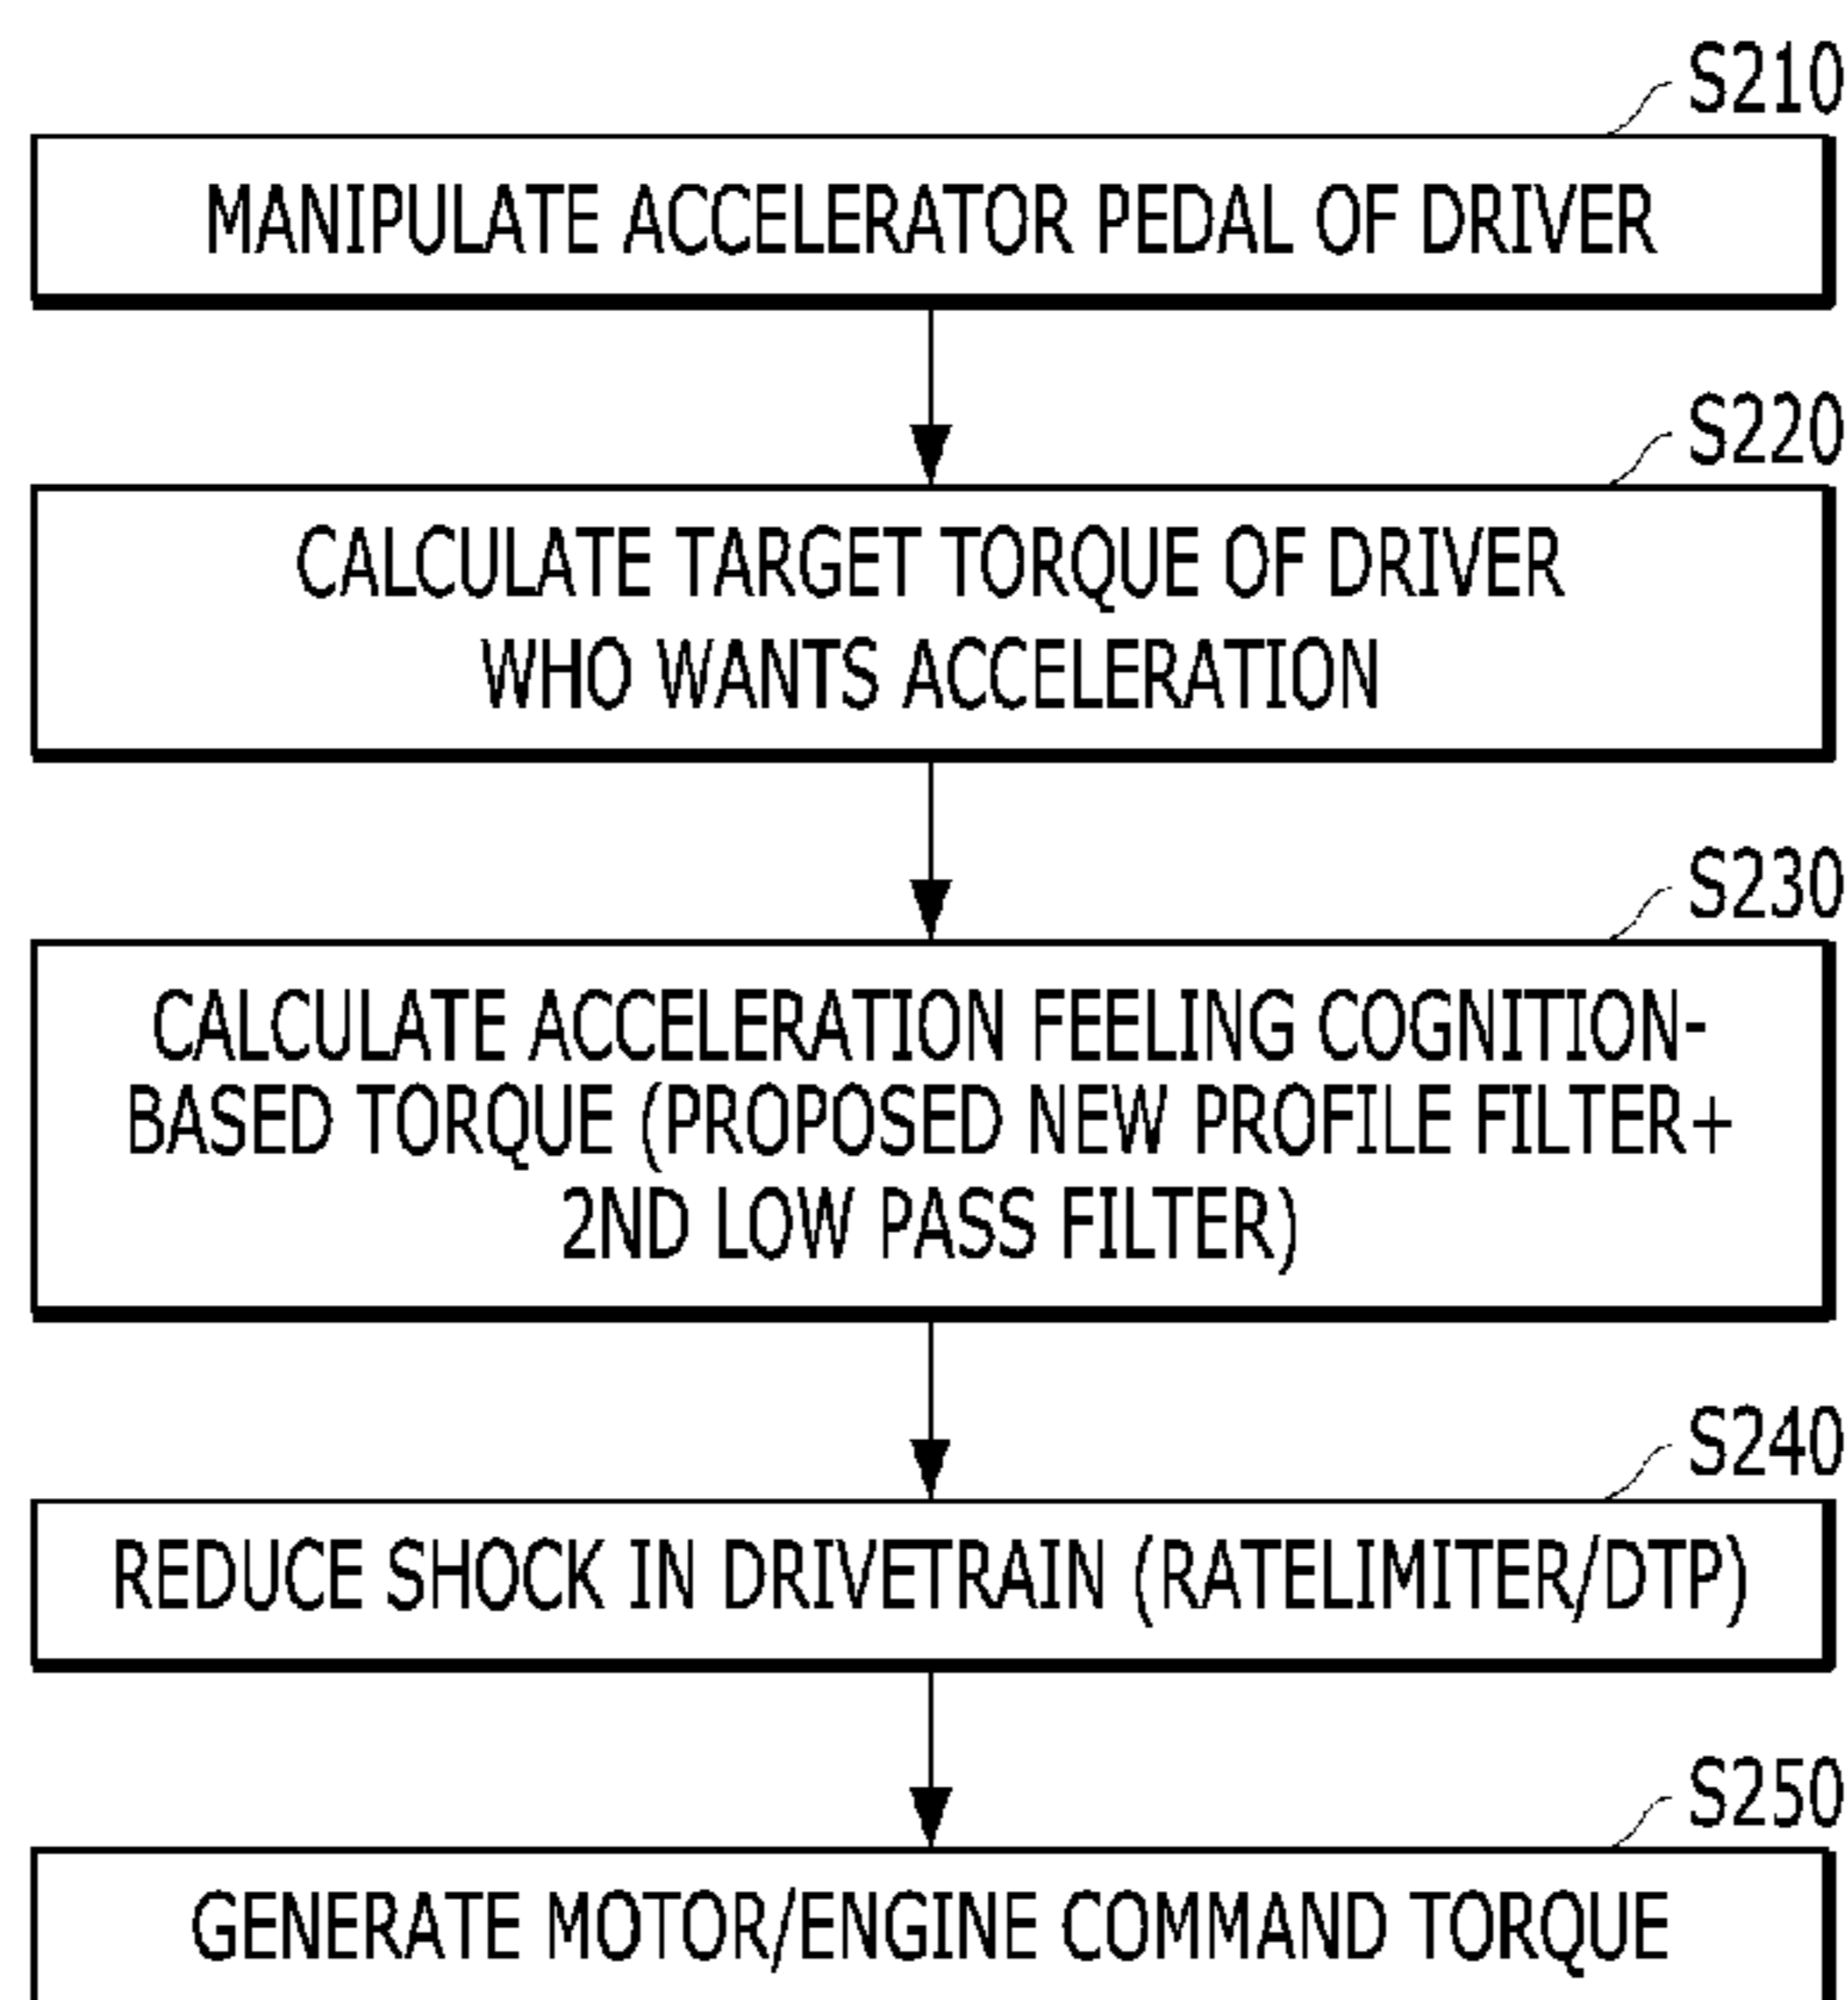 S210
MANIPULATE ACCELERATOR PEDAL OF DRIVER
S220
CALCULATE TARGET TORQUE OF DRIVER
WHO WANTS ACCELERATION
S230
CALCULATE ACCELERATION FEELING COGNITION-
BASED TORQUE (PROPOSED NEW PROFILE FILTER+
2ND LOW PASS FILTER)
S240
REDUCE SHOCK IN DRIVETRAIN (RATELIMITER/DTP)
S250
GENERATE MOTOR/ENGINE COMMAND TORQUE